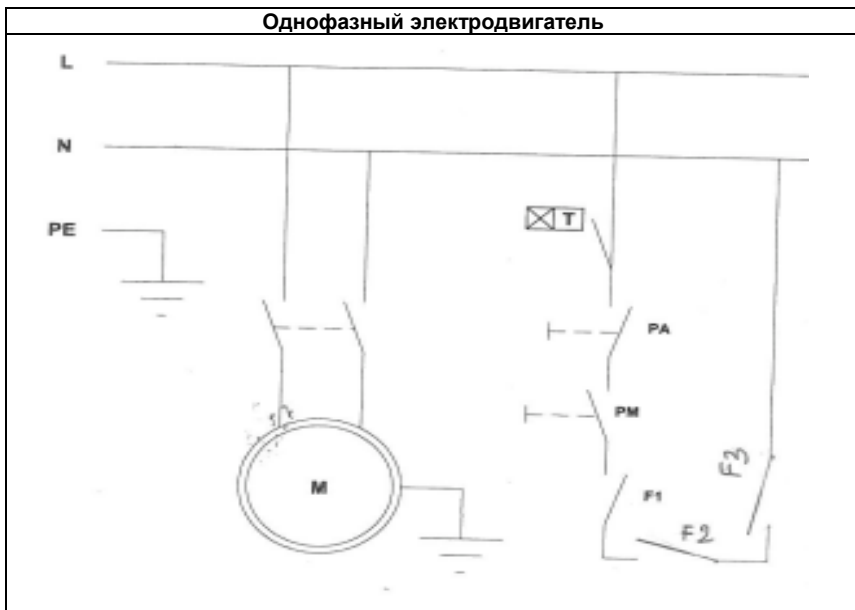 Однофазный электродвигатель
L
N
PE
T
PA
PM
M
F1
F2
F3